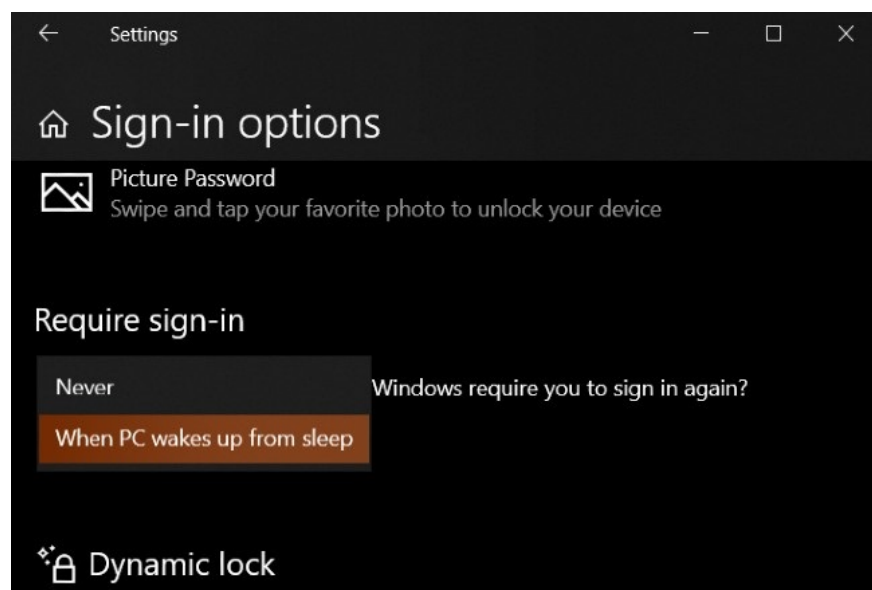 Settings
Sign-in options
Picture Password
Swipe and tap your favorite photo to unlock your device
Require sign-in
Never
Windows require you to sign in again?
When PC wakes up from sleep
Dynamic lock